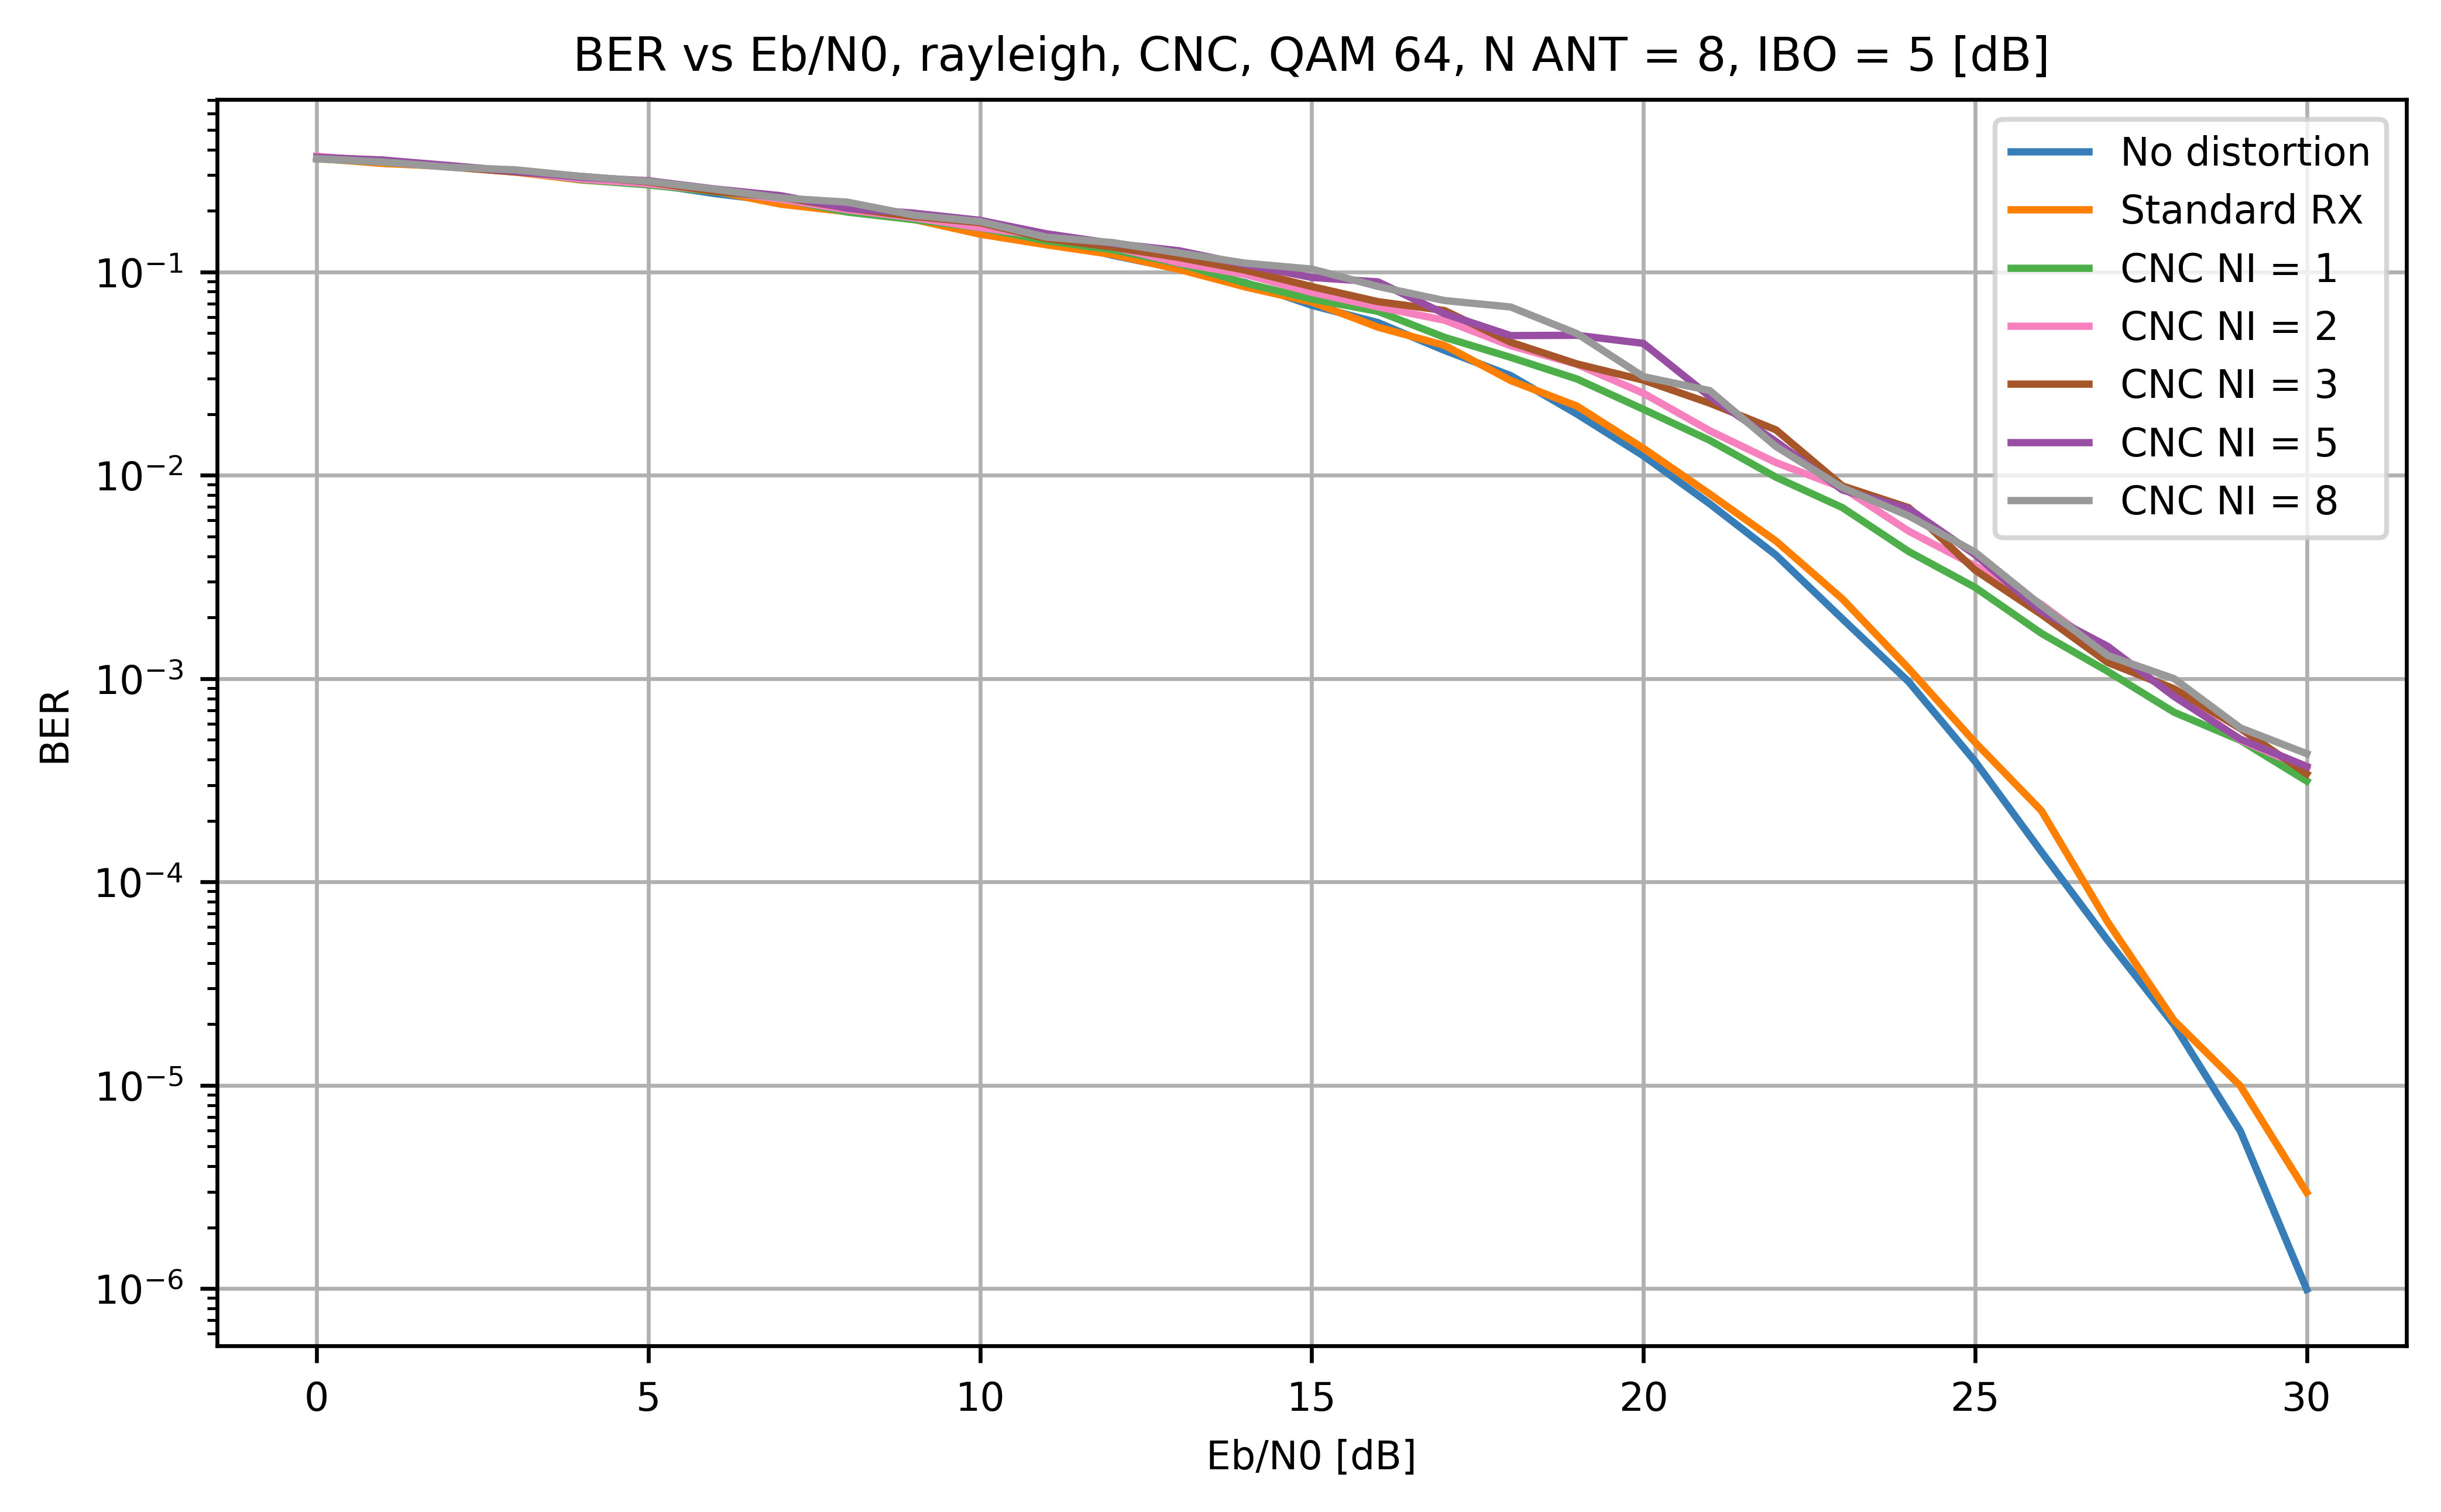 BER vs Eb/N0, rayleigh, CNC, QAM 64, N ANT = 8, IBO = 5 [dB]
No distortion
Standard RX
CNC NI = 1
CNC NI = 2
CNC NI = 3
CNC NI = 5
CNC NI = 8
10⁻¹
10⁻²
10⁻³
10⁻⁴
10⁻⁵
10⁻⁶
BER
0 5 10 15 20 25 30
Eb/N0 [dB]